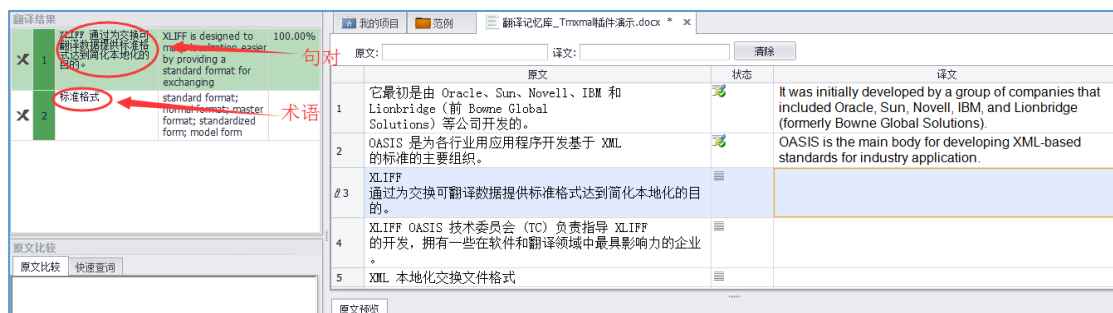 翻译结果
1
XLIFF 通过为交换可
翻译数据提供标准格
式达到简化本地化的
目的。
XLIFF is designed to
make localization easier
by providing a
standard format for
exchanging
100.00%
句对
2
标准格式
standard format;
normal format; master
format; standardized
form; model form
术语
原文比较
原文比较 快速查词
我的项目 范例 翻译记忆库_Tmxmall插件演示.docx * ×
原文: 译文: 清除
原文 状态 译文
1
它最初是由 Oracle、Sun、Novell、IBM 和
Lionbridge（前 Bowne Global
Solutions）等公司开发的。
It was initially developed by a group of companies that
included Oracle, Sun, Novell, IBM, and Lionbridge
(formerly Bowne Global Solutions).
2
OASIS 是为各行业应用程序开发基于 XML
的标准的主要组织。
OASIS is the main body for developing XML-based
standards for industry application.
3
XLIFF
通过为交换可翻译数据提供标准格式达到简化本地化的目
的。
4
XLIFF OASIS 技术委员会（TC）负责指导 XLIFF
的开发，拥有一些在软件和翻译领域中最具影响力的企业
。
5
XML 本地化交换文件格式
原文预览